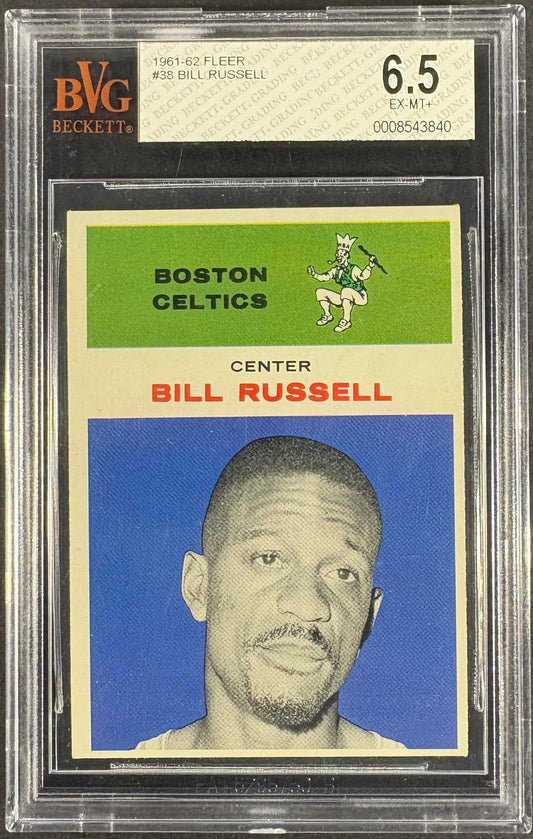 BVG
BECKETT®
1961-62 FLEER
#38 BILL RUSSELL
6.5
EX-MT+
0008543840
BOSTON
CELTICS
CENTER
BILL RUSSELL